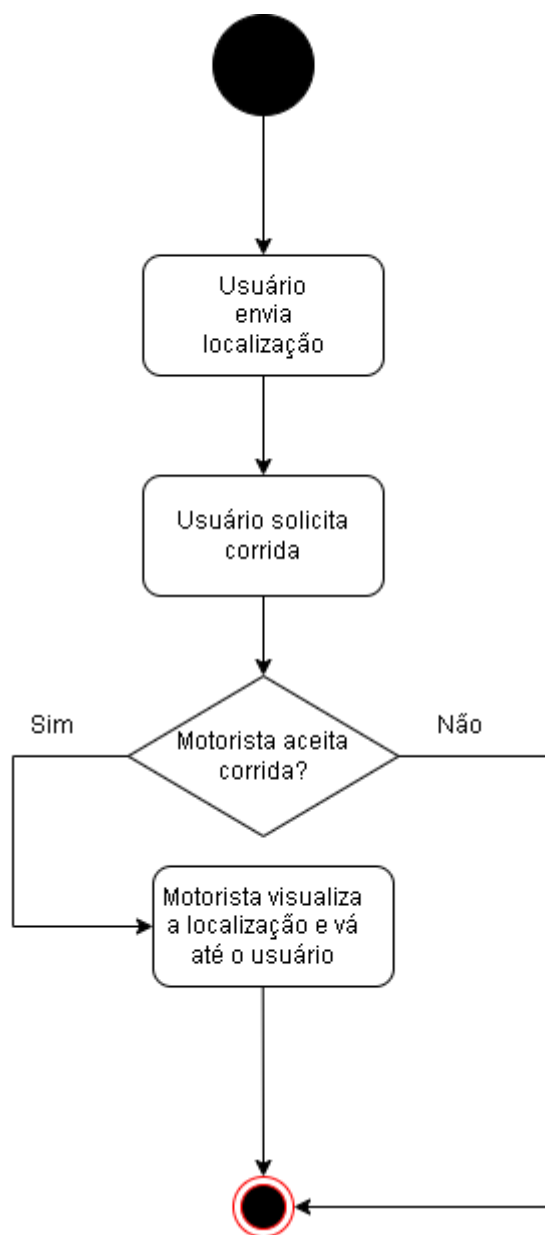 Usuário
envia
localização
Usuário solicita
corrida
Sim
Não
Motorista aceita
corrida?
Motorista visualiza
a localização e vá
até o usuário